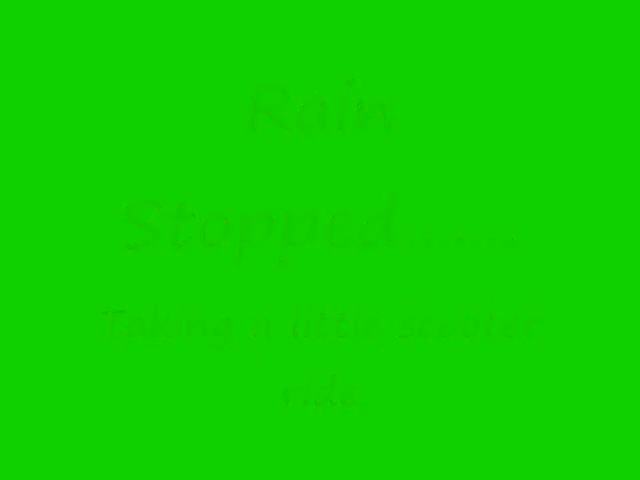 Rain
Stopped......
Taking a little scooter
ride